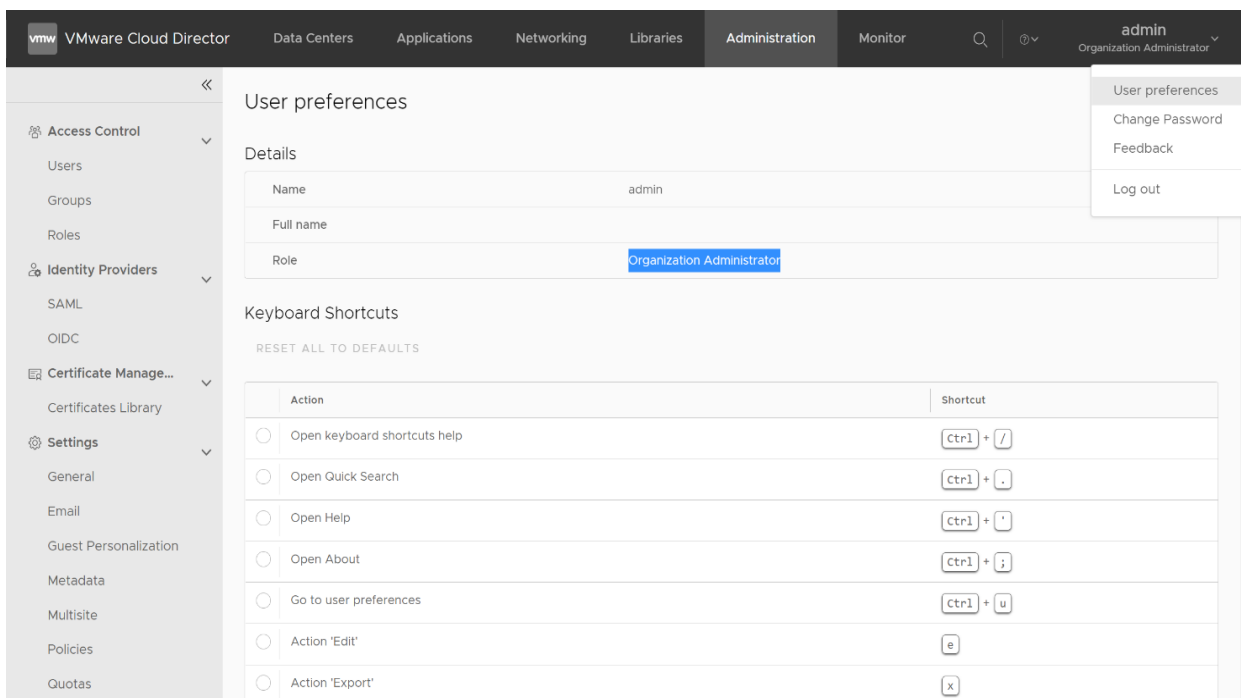 vmw VMware Cloud Director Data Centers Applications Networking Libraries Administration Monitor admin
Organization Administrator
User preferences
Change Password
Feedback
Log out
Access Control
Users
Groups
Roles
Identity Providers
SAML
OIDC
Certificate Manage...
Certificates Library
Settings
General
Email
Guest Personalization
Metadata
Multisite
Policies
Quotas
User preferences
Details
Name admin
Full name
Role Organization Administrator
Keyboard Shortcuts
RESET ALL TO DEFAULTS
Action Shortcut
Open keyboard shortcuts help Ctrl + /
Open Quick Search Ctrl + .
Open Help Ctrl + '
Open About Ctrl + ;
Go to user preferences Ctrl + u
Action 'Edit' e
Action 'Export' x